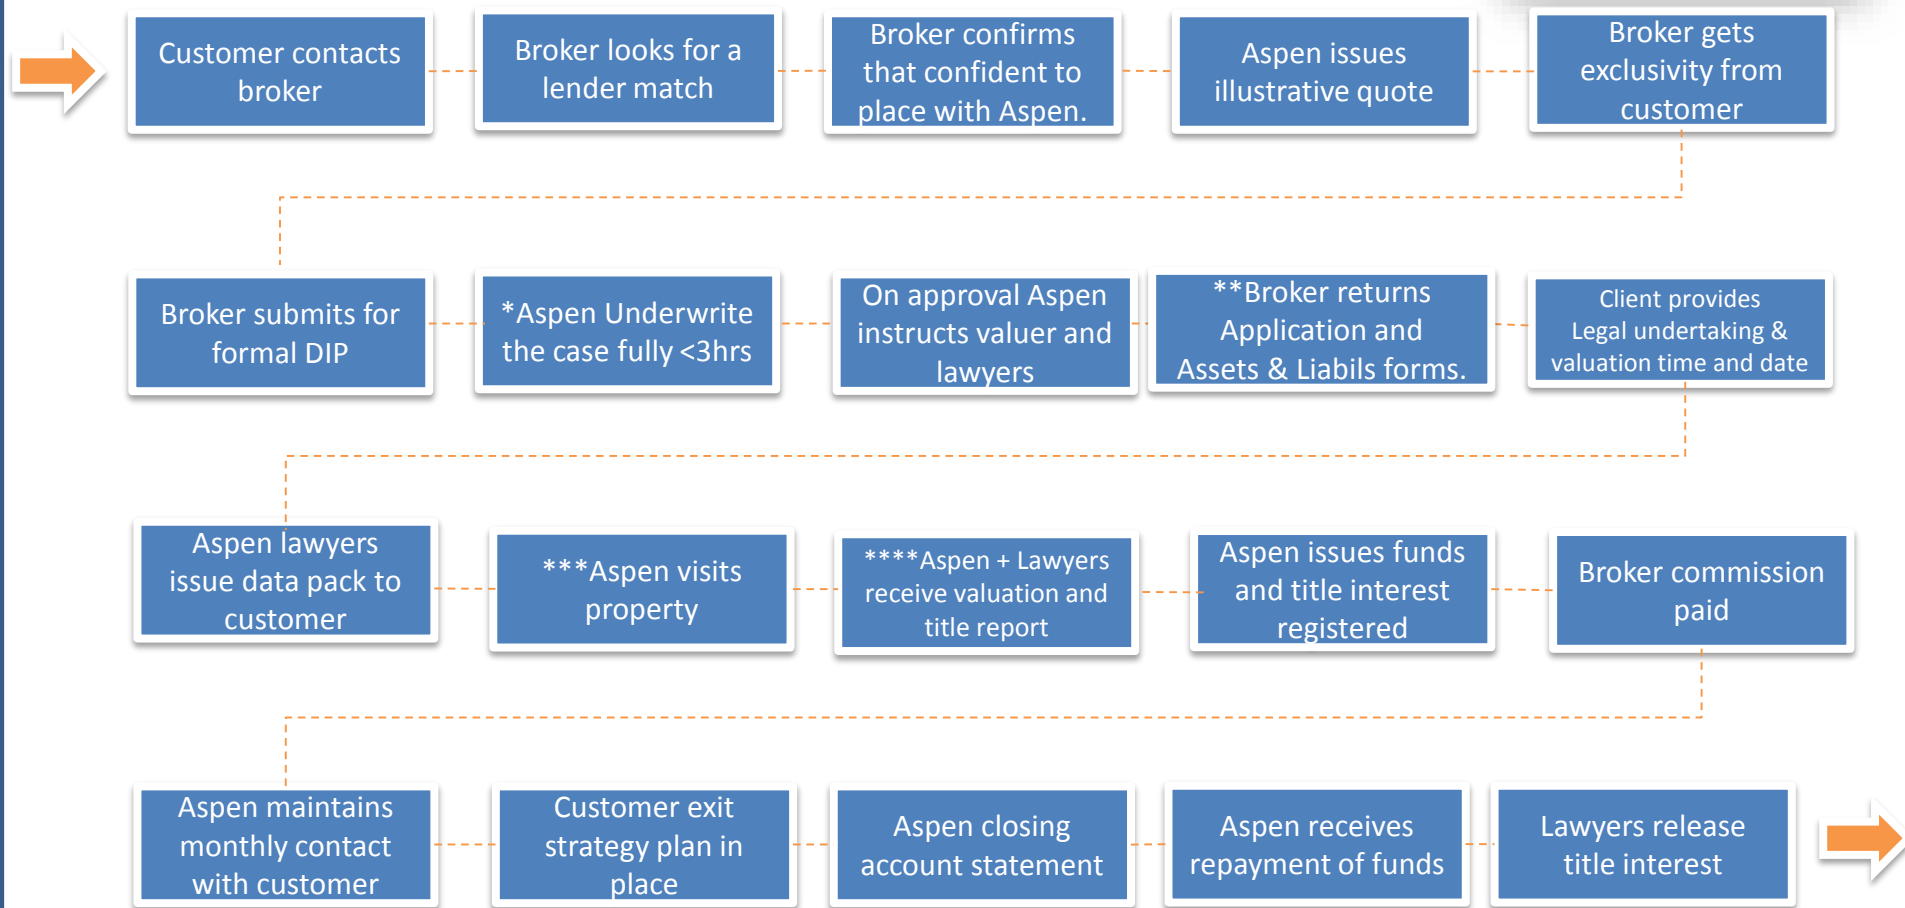 Customer contacts
broker
Broker looks for a
lender match
Broker confirms
that confident to
place with Aspen.
Aspen issues
illustrative quote
Broker gets
exclusivity from
customer
Broker submits for
formal DIP
*Aspen Underwrite
the case fully <3hrs
On approval Aspen
instructs valuer and
lawyers
**Broker returns
Application and
Assets & Liabils forms.
Client provides
Legal undertaking &
valuation time and date
Aspen lawyers
issue data pack to
customer
***Aspen visits
property
****Aspen + Lawyers
receive valuation and
title report
Aspen issues funds
and title interest
registered
Broker commission
paid
Aspen maintains
monthly contact
with customer
Customer exit
strategy plan in
place
Aspen closing
account statement
Aspen receives
repayment of funds
Lawyers release
title interest